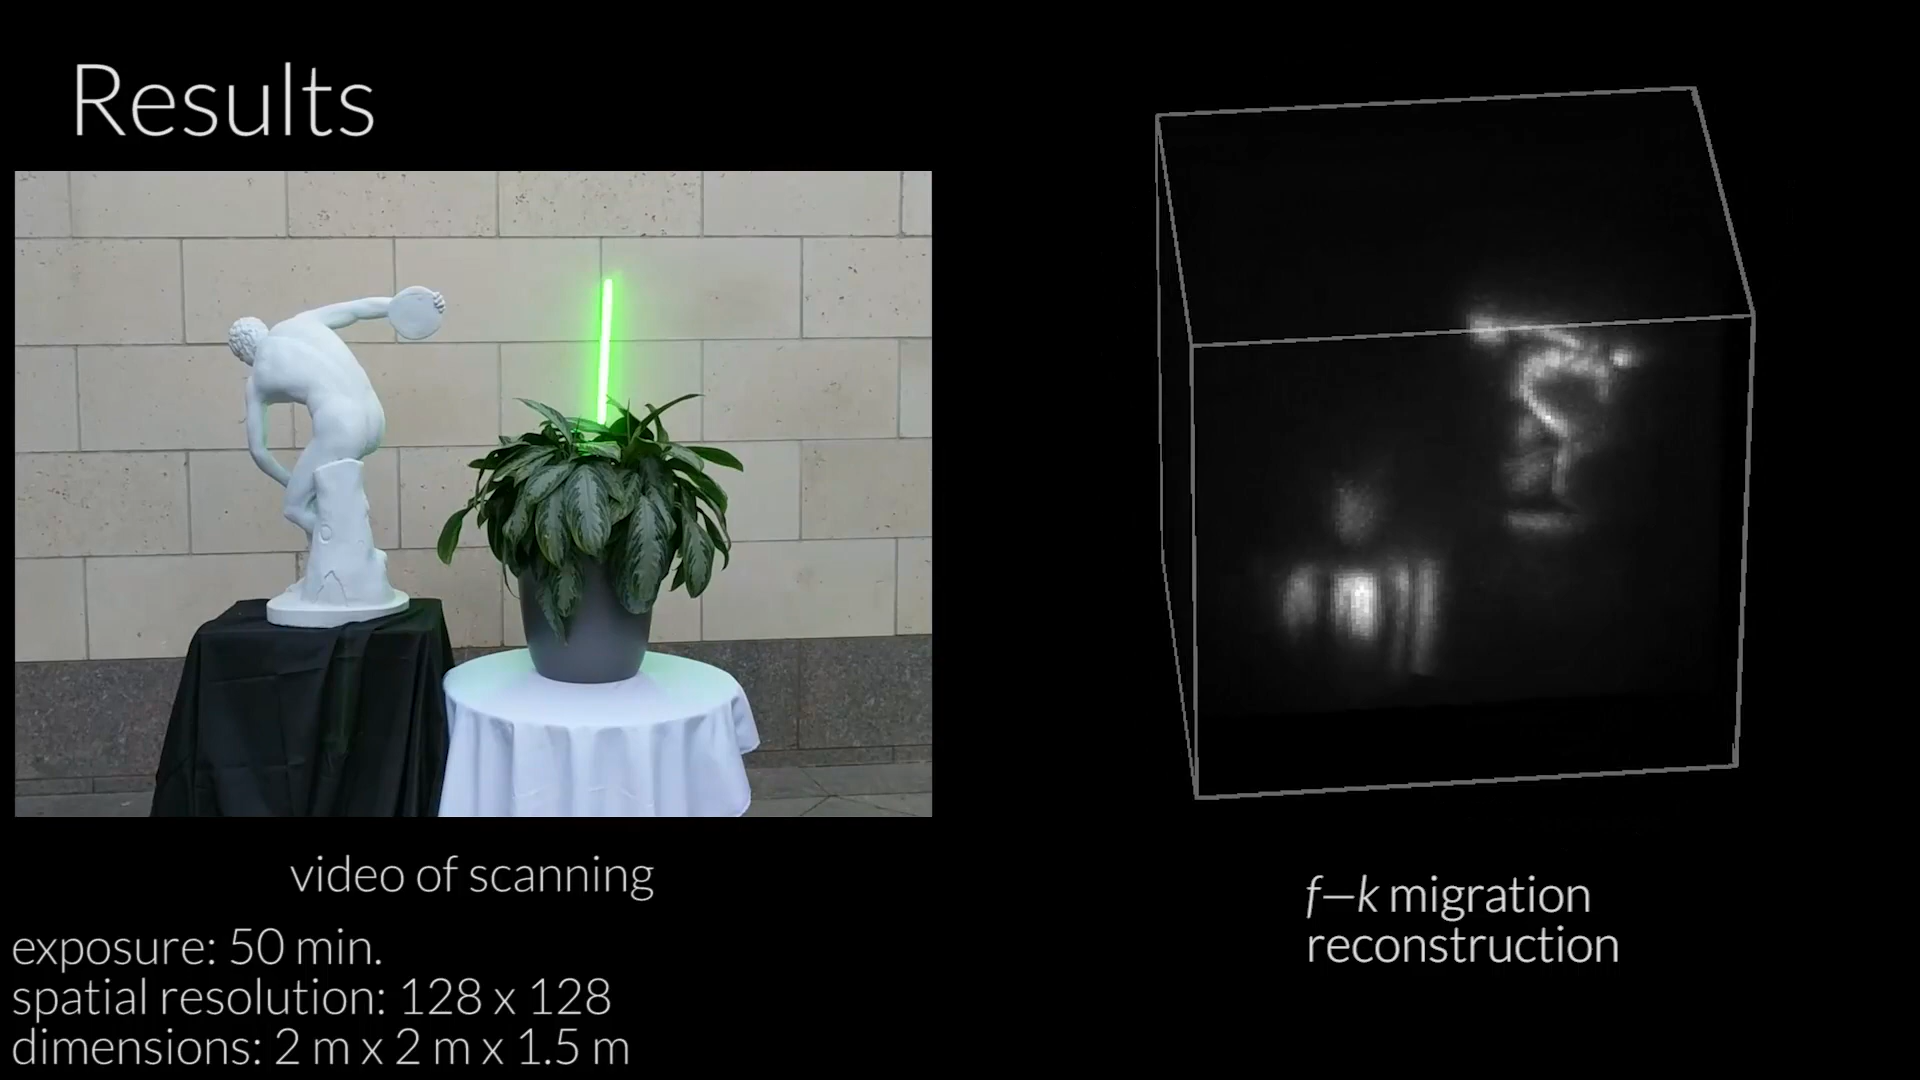 Results
video of scanning
exposure: 50 min.
spatial resolution: 128 x 128
dimensions: 2 m x 2 m x 1.5 m
f–k migration
reconstruction